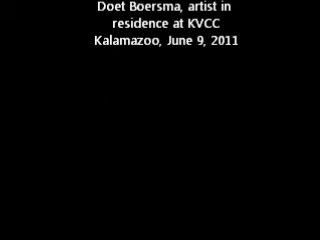 Doet Boersma, artist in
residence at KVCC
Kalamazoo, June 9, 2011